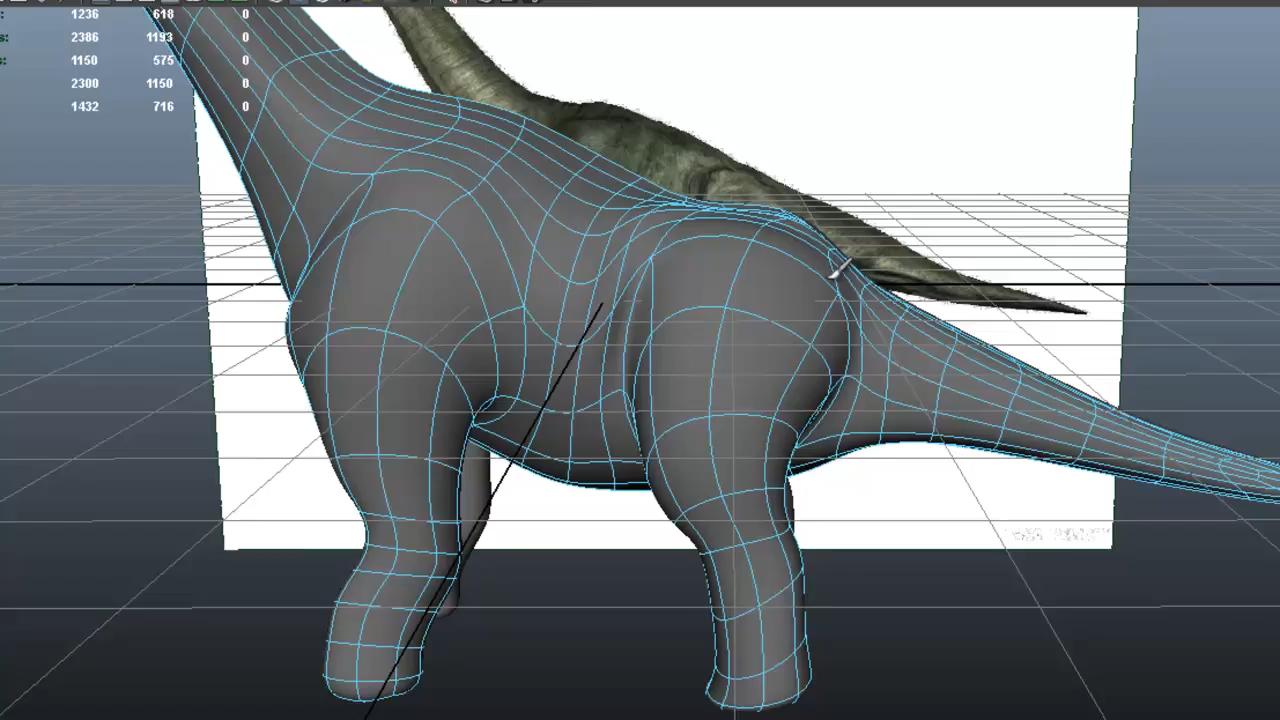 : 1236 618 0
s: 2386 1193 0
s: 1150 575 0
2300 1150 0
1432 716 0